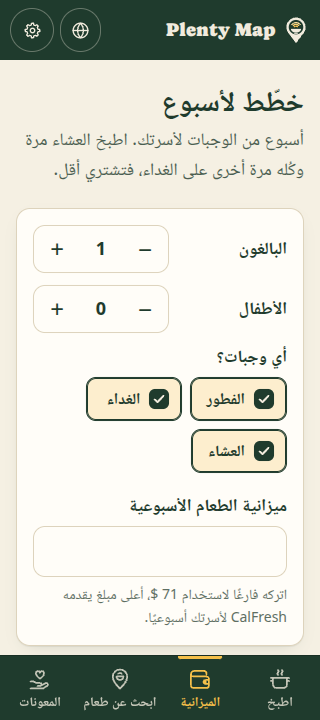 Plenty Map
خطّط لأسبوع
أسبوع من الوجبات لأسرتك. اطبخ العشاء مرة
وكُله مرة أخرى على الغداء، فتشتري أقل.
البالغون
− 1 +
الأطفال
− 0 +
أي وجبات؟
الفطور
الغداء
العشاء
ميزانية الطعام الأسبوعية
اتركه فارغًا لاستخدام 71 $، أعلى مبلغ يقدمه
CalFresh لأسرتك أسبوعيًا.
اطبخ
الميزانية
ابحث عن طعام
المعونات